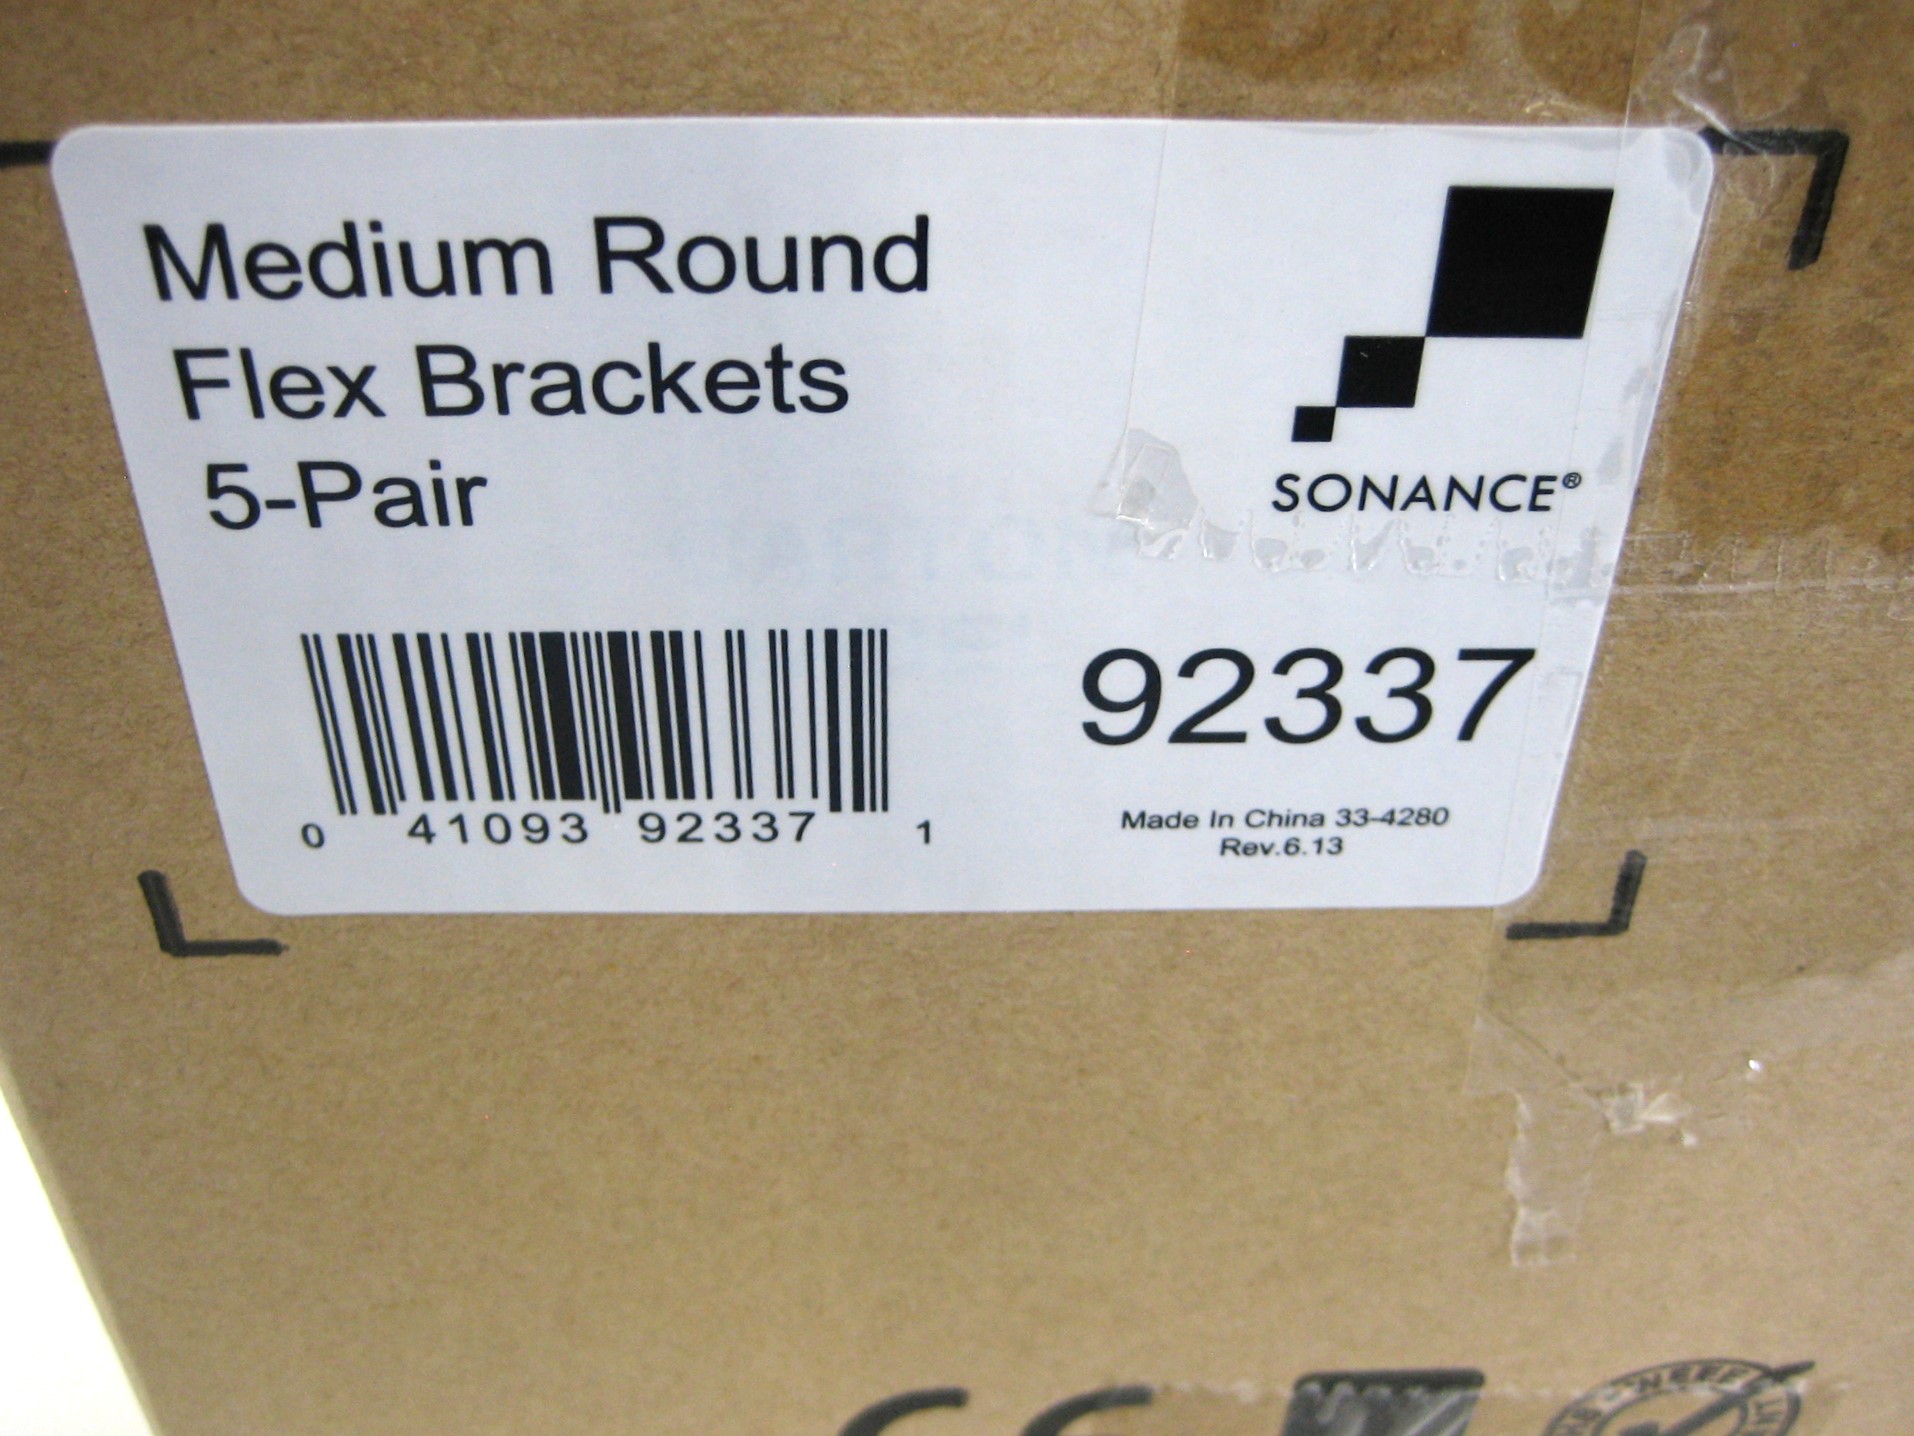 Medium Round
Flex Brackets
5-Pair
SONANCE®
92337
0 41093 92337 1
Made In China 33-4280
Rev.6.13
CE